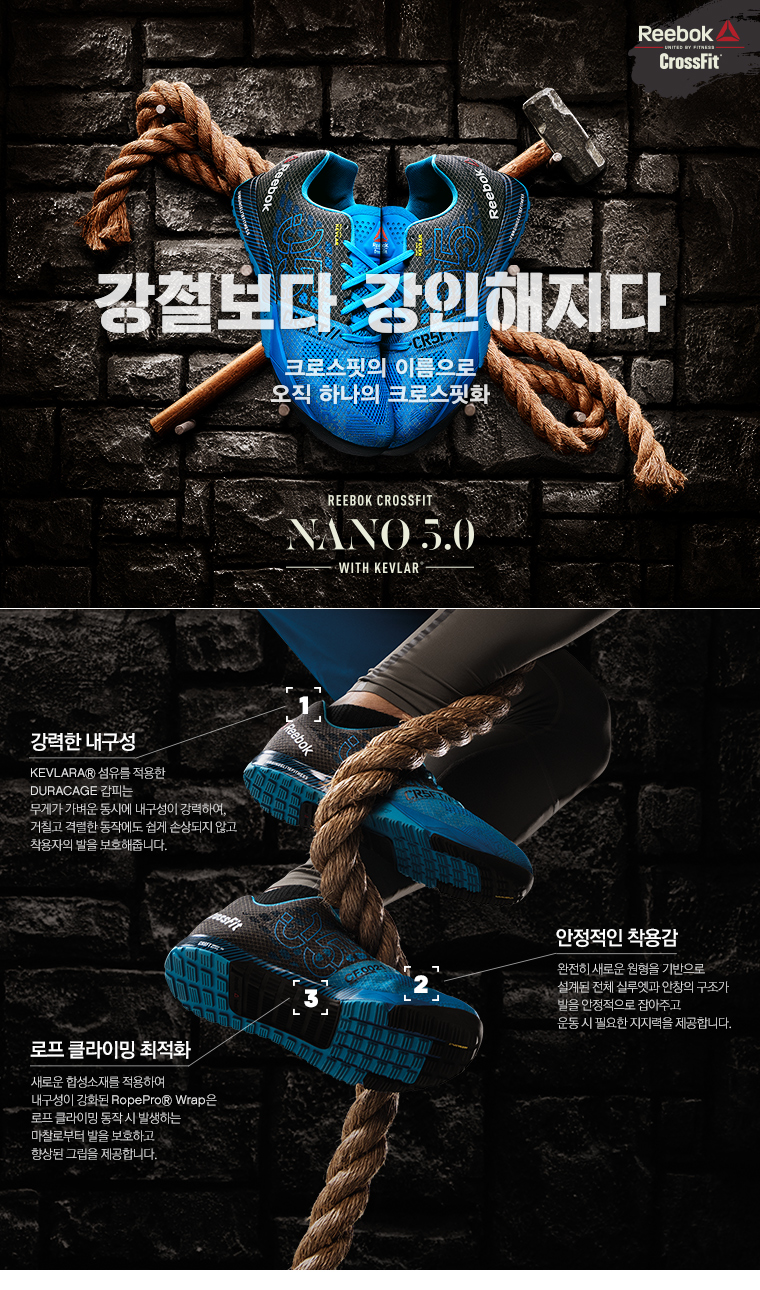 Reebok
UNITED BY FITNESS
CrossFit
Reebok
Reebok
강철보다 강인해지다
CR5F
크로스핏의 이름으로
오직 하나의 크로스핏화
REEBOK CROSSFIT
NANO 5.0
WITH KEVLAR
1
Reebok
강력한 내구성
KEVLARA® 섬유를 적용한
DURACAGE 갑피는
무게가 가벼운 동시에 내구성이 강력하여,
거칠고 격렬한 동작에도 쉽게 손상되지 않고
착용자의 발을 보호해줍니다.
CR5F
CrossFit
안정적인 착용감
2
완전히 새로운 원형을 기반으로
설계된 전체 실루엣과 안창의 구조가
발을 안정적으로 잡아주고
운동 시 필요한 지지력을 제공합니다.
3
로프 클라이밍 최적화
새로운 합성소재를 적용하여
내구성이 강화된 RopePro® Wrap은
로프 클라이밍 동작 시 발생하는
마찰로부터 발을 보호하고
향상된 그립을 제공합니다.